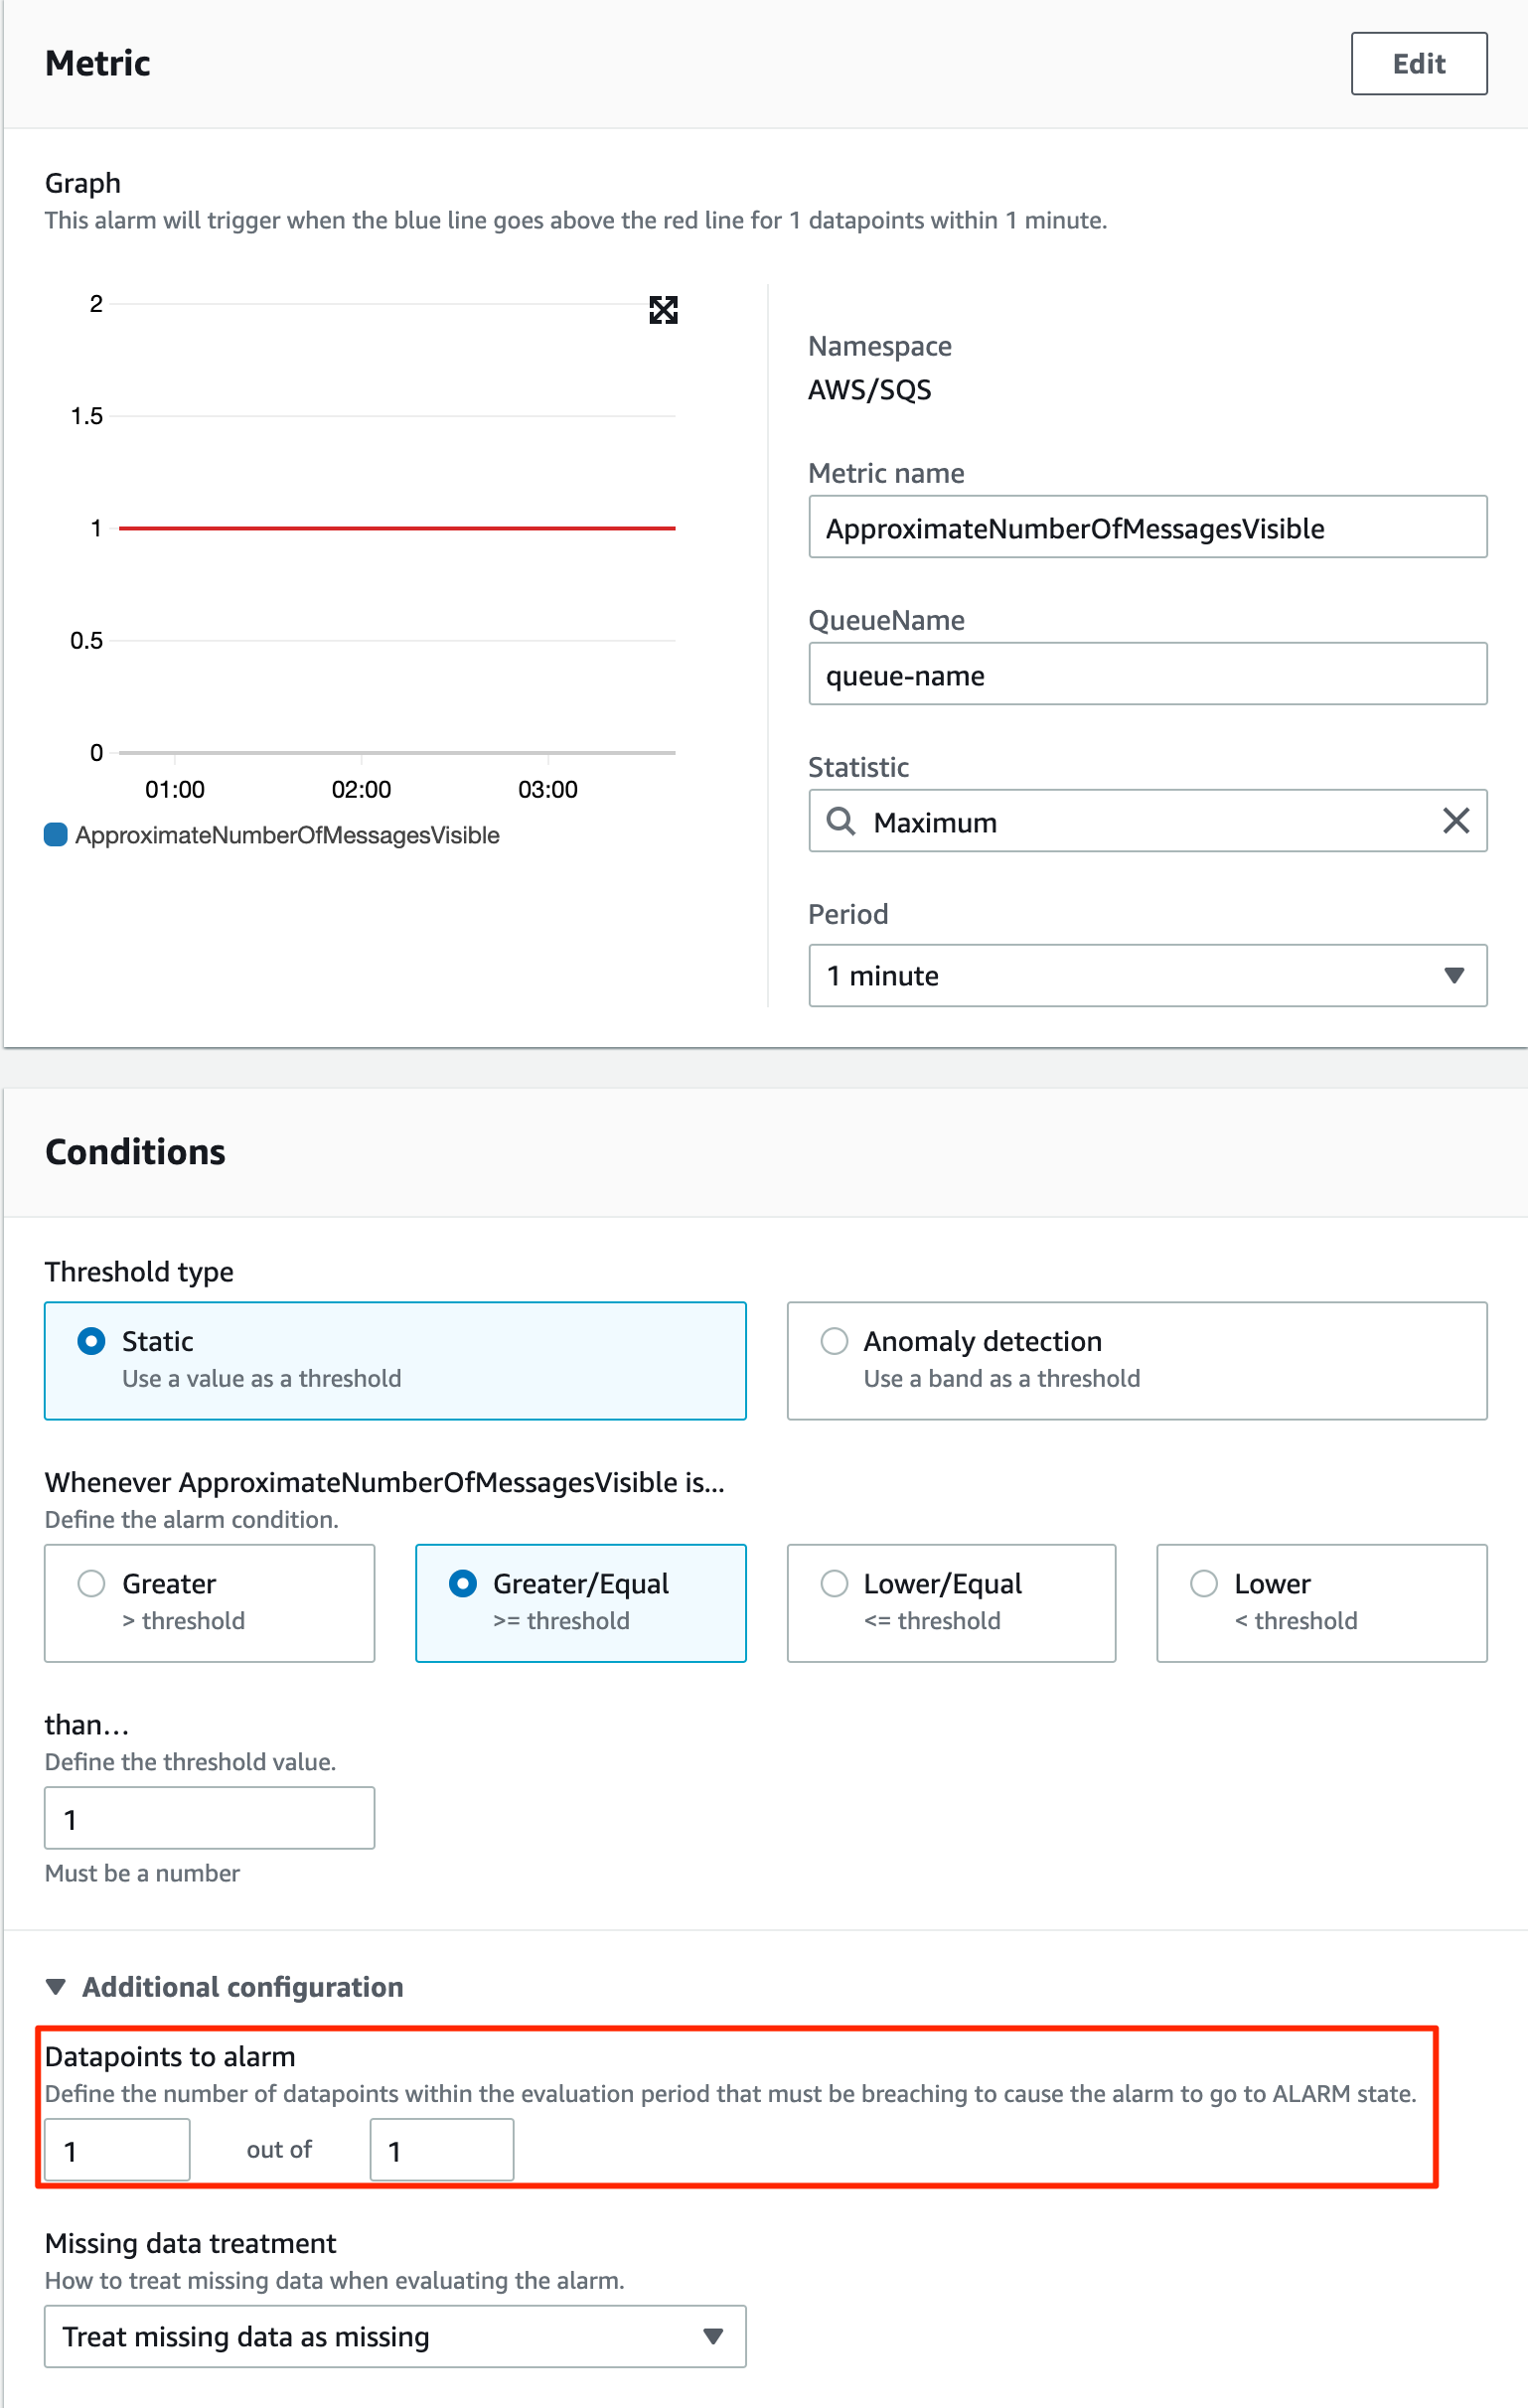 Metric
Edit
Graph
This alarm will trigger when the blue line goes above the red line for 1 datapoints within 1 minute.
2
1.5
1
0.5
0
01:00 02:00 03:00
ApproximateNumberOfMessagesVisible
Namespace
AWS/SQS
Metric name
ApproximateNumberOfMessagesVisible
QueueName
queue-name
Statistic
Maximum
Period
1 minute
Conditions
Threshold type
Static
Use a value as a threshold
Anomaly detection
Use a band as a threshold
Whenever ApproximateNumberOfMessagesVisible is...
Define the alarm condition.
Greater
> threshold
Greater/Equal
>= threshold
Lower/Equal
<= threshold
Lower
< threshold
than...
Define the threshold value.
1
Must be a number
Additional configuration
Datapoints to alarm
Define the number of datapoints within the evaluation period that must be breaching to cause the alarm to go to ALARM state.
1 out of 1
Missing data treatment
How to treat missing data when evaluating the alarm.
Treat missing data as missing